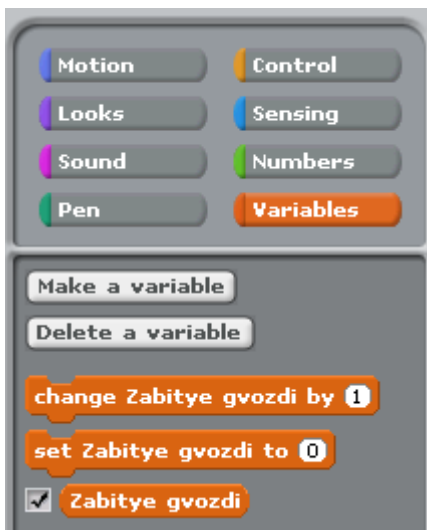 Motion Control
Looks Sensing
Sound Numbers
Pen Variables
Make a variable
Delete a variable
change Zabitye gvozdi by 1
set Zabitye gvozdi to 0
Zabitye gvozdi